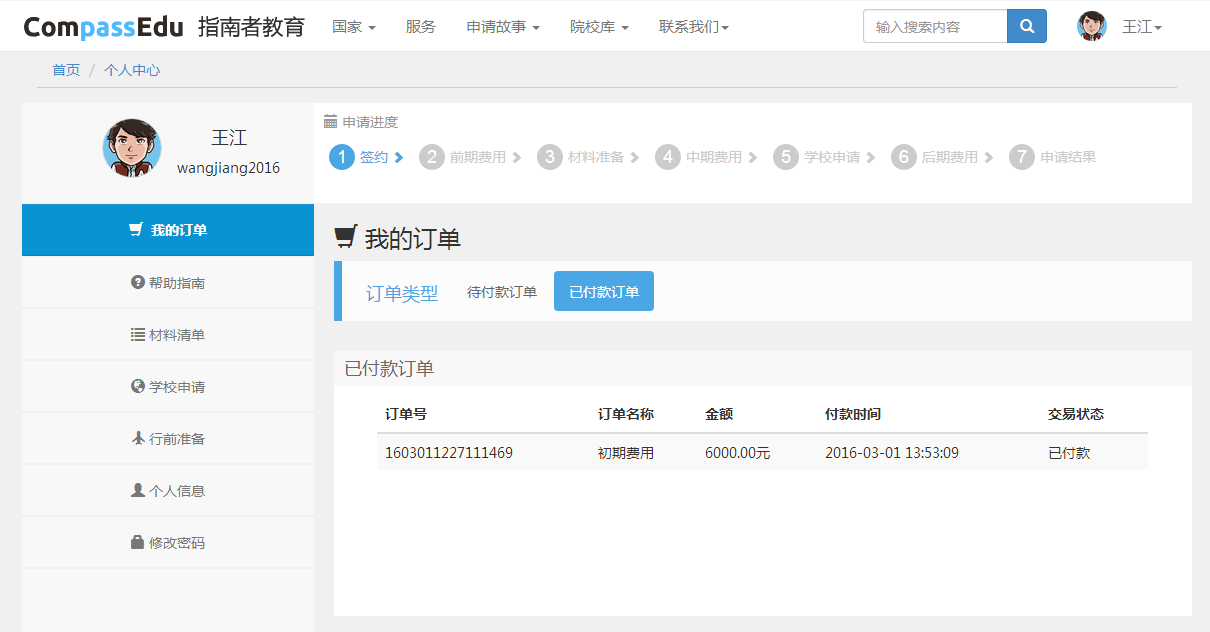 CompassEdu 指南者教育 国家 服务 申请故事 院校库 联系我们 输入搜索内容 王江
首页 / 个人中心
王江
wangjiang2016
申请进度
1 签约 2 前期费用 3 材料准备 4 中期费用 5 学校申请 6 后期费用 7 申请结果
我的订单
帮助指南
材料清单
学校申请
行前准备
个人信息
修改密码
我的订单
订单类型 待付款订单 已付款订单
已付款订单
订单号 订单名称 金额 付款时间 交易状态
1603011227111469 初期费用 6000.00元 2016-03-01 13:53:09 已付款